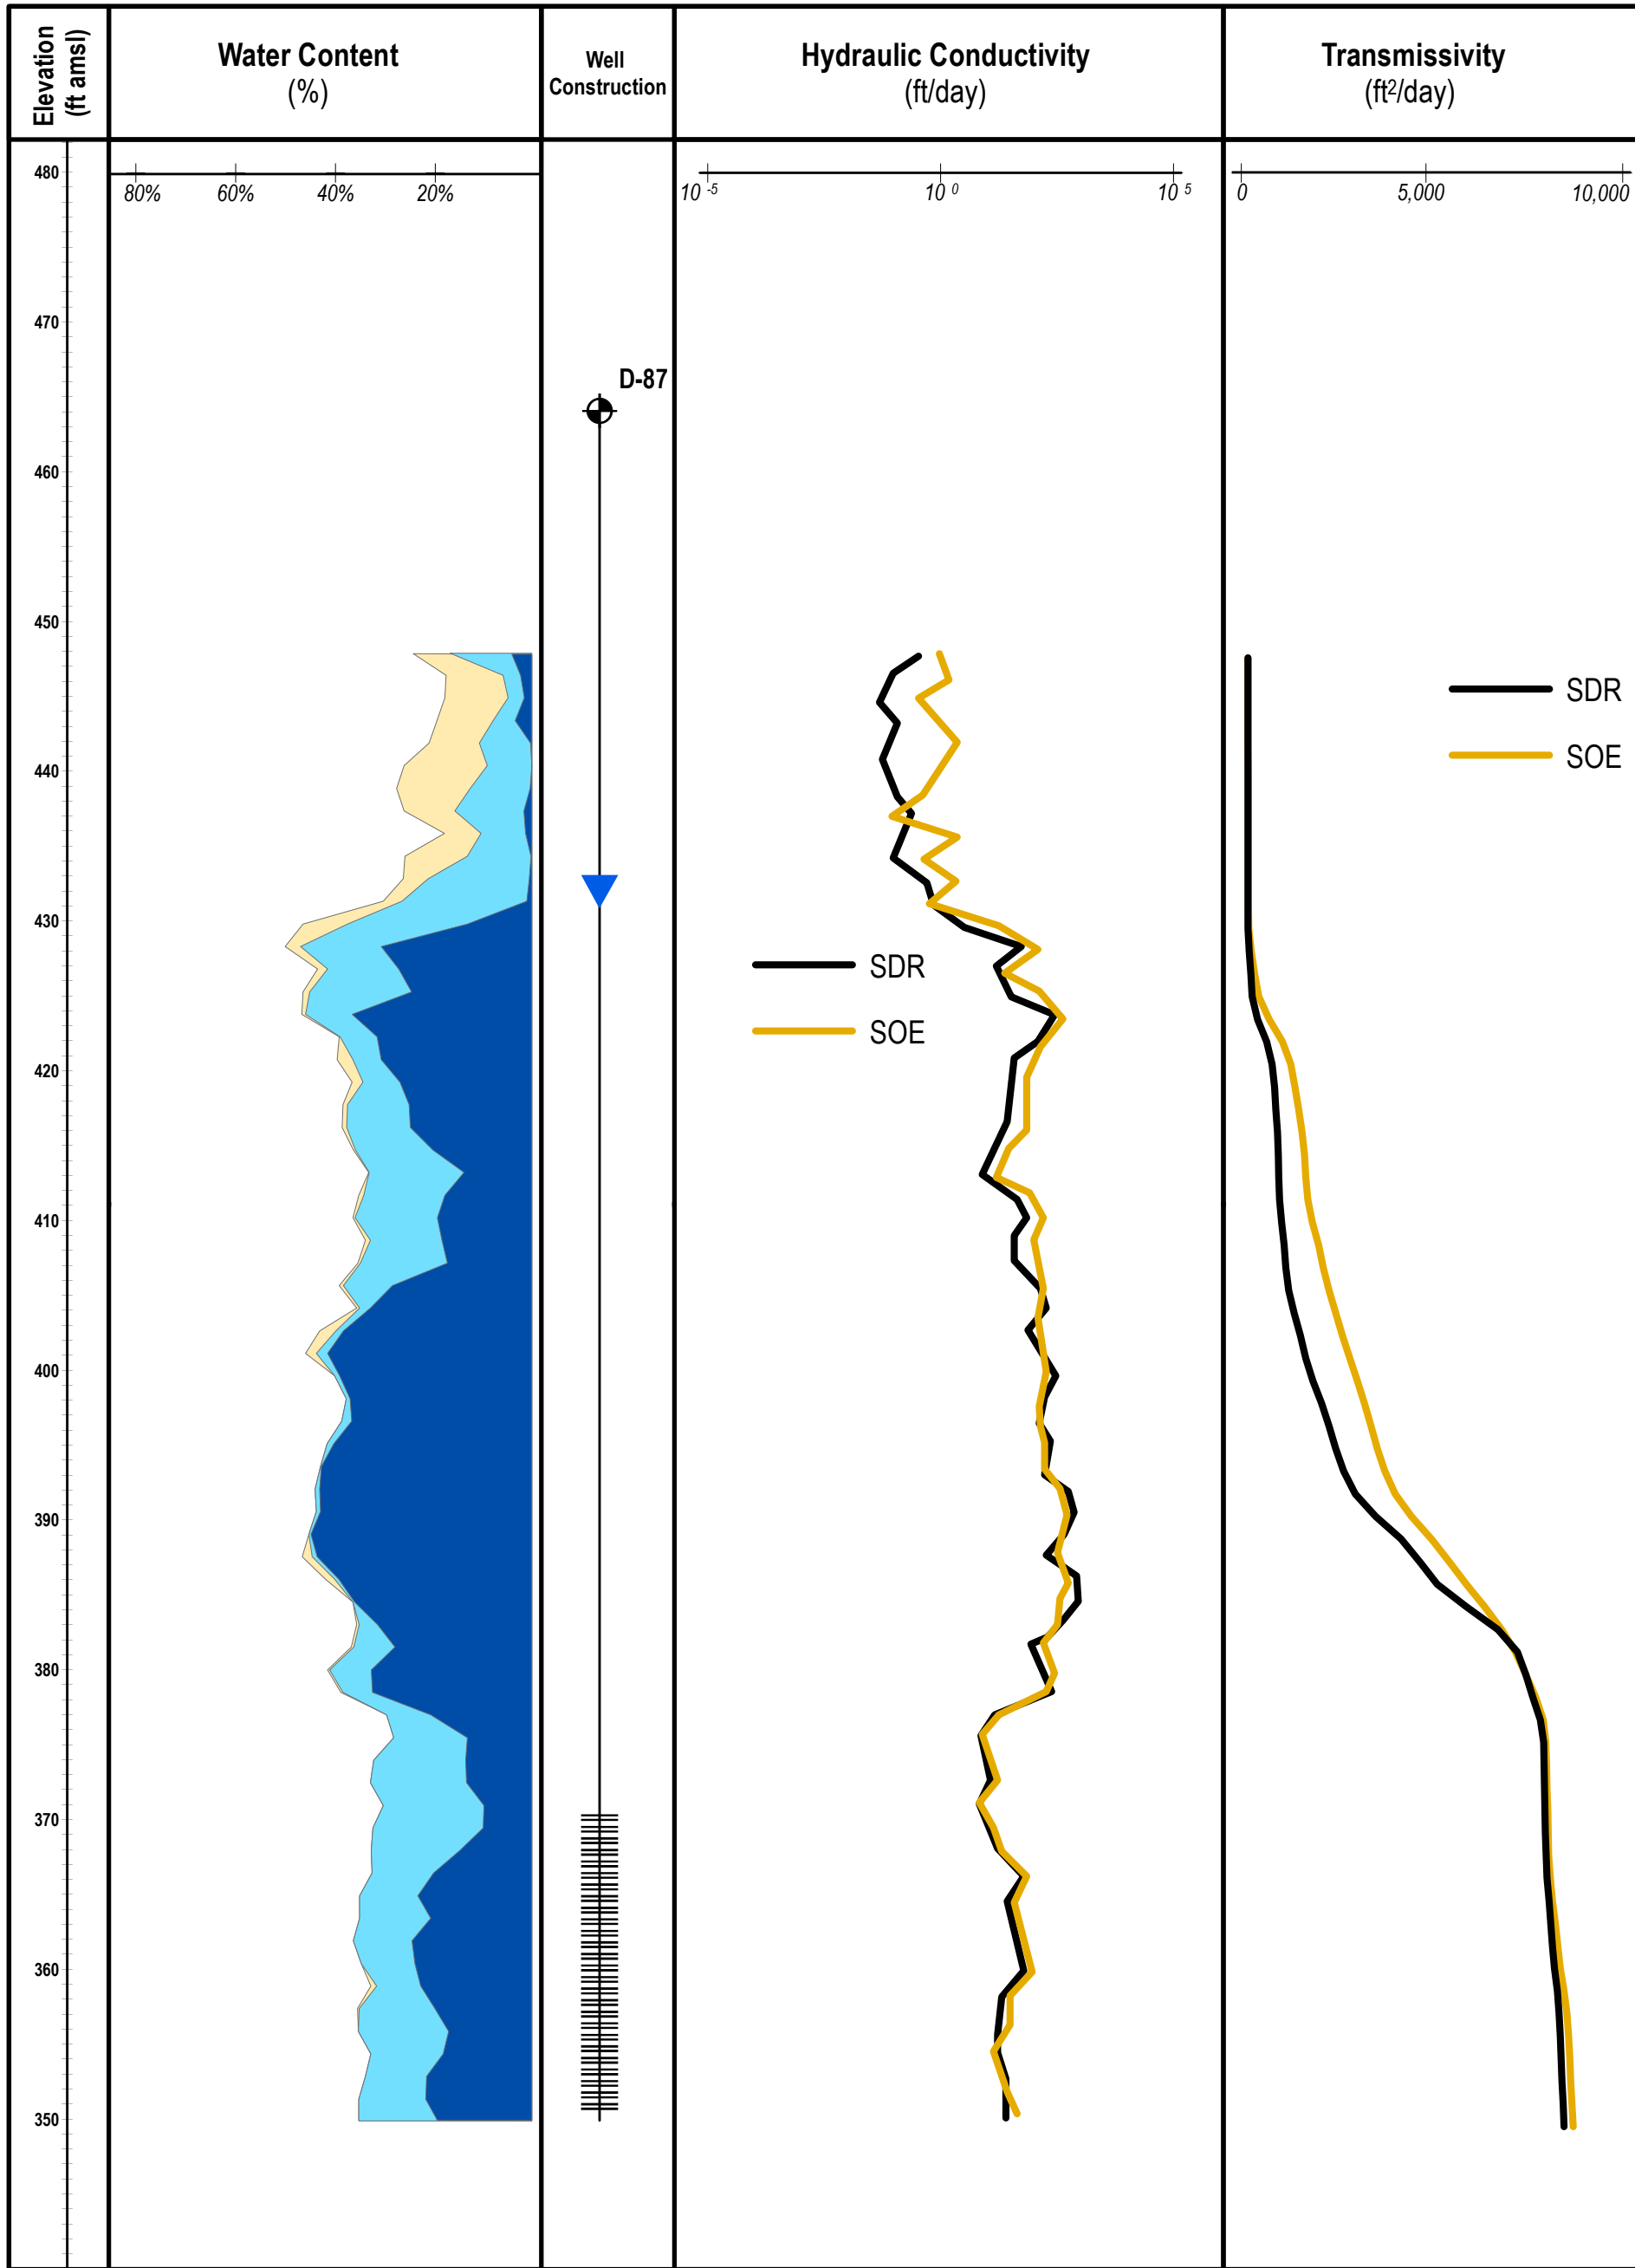 Elevation
(ft amsl)
Water Content
(%)
Well
Construction
Hydraulic Conductivity
(ft/day)
Transmissivity
(ft²/day)
480
80%
60%
40%
20%
10 -5
10 0
10 5
0
5,000
10,000
470
D-87
460
450
SDR
SOE
440
430
SDR
SOE
420
410
400
390
380
370
360
350